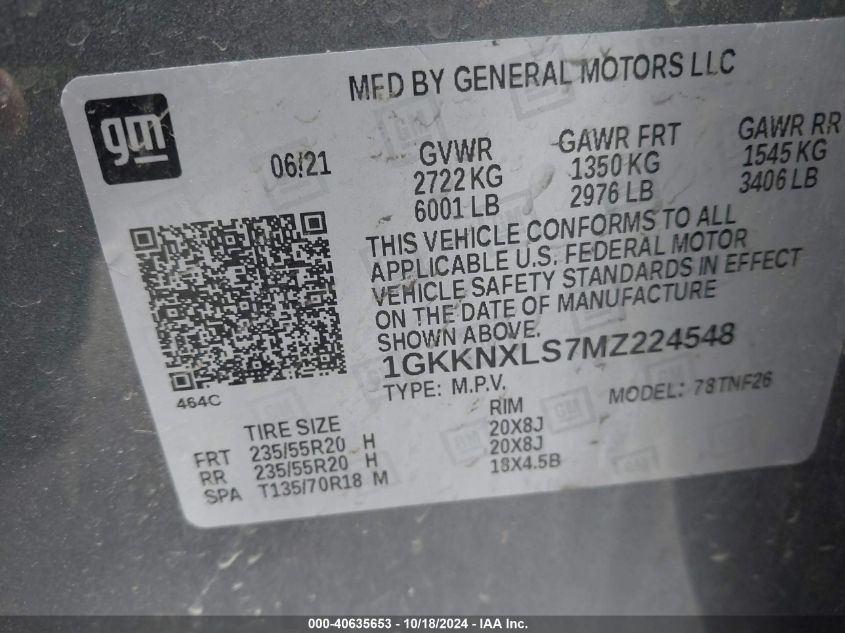 MFD BY GENERAL MOTORS LLC
gm
06/21
GVWR
2722 KG
6001 LB
GAWR FRT
1350 KG
2976 LB
GAWR RR
1545 KG
3406 LB
THIS VEHICLE CONFORMS TO ALL
APPLICABLE U.S. FEDERAL MOTOR
VEHICLE SAFETY STANDARDS IN EFFECT
ON THE DATE OF MANUFACTURE
SHOWN ABOVE.
1GKKNXLS7MZ224548
TYPE: M.P.V.
MODEL: 78TNF26
464C
TIRE SIZE RIM
FRT 235/55R20 H 20X8J
RR 235/55R20 H 20X8J
SPA T135/70R18 M 18X4.5B
000-40635653 - 10/18/2024 - IAA Inc.